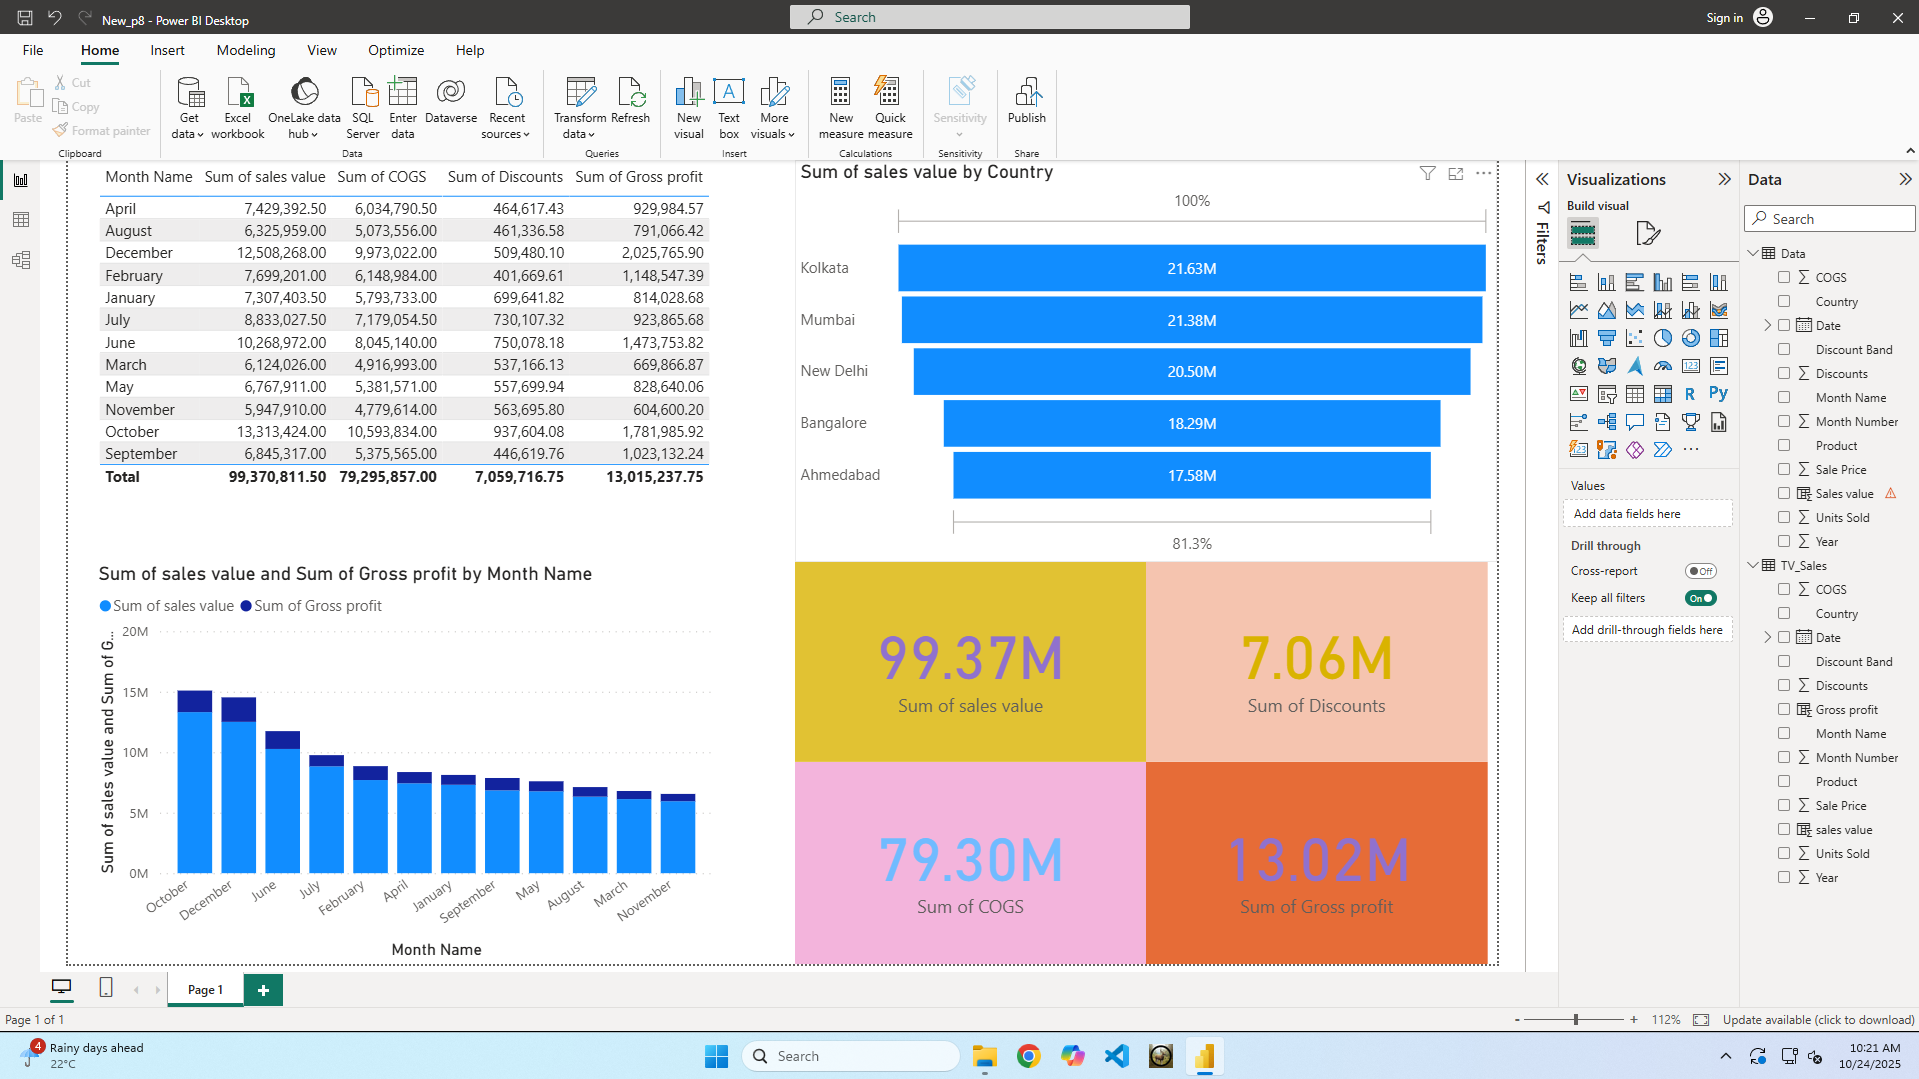 New_p8 - Power BI Desktop
Search
Sign in
File Home Insert Modeling View Optimize Help
Paste
Cut
Copy
Format painter
Clipboard
Get data
Excel workbook
OneLake data hub
SQL Server
Enter data
Dataverse
Recent sources
Data
Transform data
Refresh
Queries
New visual
Text box
More visuals
Insert
New measure
Quick measure
Calculations
Sensitivity
Sensitivity
Publish
Share
Month Name Sum of sales value Sum of COGS Sum of Discounts Sum of Gross profit
April 7,429,392.50 6,034,790.50 464,617.43 929,984.57
August 6,325,959.00 5,073,556.00 461,336.58 791,066.42
December 12,508,268.00 9,973,022.00 509,480.10 2,025,765.90
February 7,699,201.00 6,148,984.00 401,669.61 1,148,547.39
January 7,307,403.50 5,793,733.00 699,641.82 814,028.68
July 8,833,027.50 7,179,054.50 730,107.32 923,865.68
June 10,268,972.00 8,045,140.00 750,078.18 1,473,753.82
March 6,124,026.00 4,916,993.00 537,166.13 669,866.87
May 6,767,911.00 5,381,571.00 557,699.94 828,640.06
November 5,947,910.00 4,779,614.00 563,695.80 604,600.20
October 13,313,424.00 10,593,834.00 937,604.08 1,781,985.92
September 6,845,317.00 5,375,565.00 446,619.76 1,023,132.24
Total 99,370,811.50 79,295,857.00 7,059,716.75 13,015,237.75
Sum of sales value by Country
100%
Kolkata 21.63M
Mumbai 21.38M
New Delhi 20.50M
Bangalore 18.29M
Ahmedabad 17.58M
81.3%
Sum of sales value and Sum of Gross profit by Month Name
Sum of sales value Sum of Gross profit
Sum of sales value and Sum of G...
20M
15M
10M
5M
0M
October December June July February April January September May August March November
Month Name
99.37M
Sum of sales value
7.06M
Sum of Discounts
79.30M
Sum of COGS
13.02M
Sum of Gross profit
Filters
Visualizations
Build visual
123
R
Py
Values
Add data fields here
Drill through
Cross-report Off
Keep all filters On
Add drill-through fields here
Data
Search
Data
COGS
Country
Date
Discount Band
Discounts
Month Name
Month Number
Product
Sale Price
Sales value
Units Sold
Year
TV_Sales
COGS
Country
Date
Discount Band
Discounts
Gross profit
Month Name
Month Number
Product
Sale Price
sales value
Units Sold
Year
Page 1
+
Page 1 of 1
- + 112%
Update available (click to download)
4
Rainy days ahead
22°C
Search
10:21 AM
10/24/2025